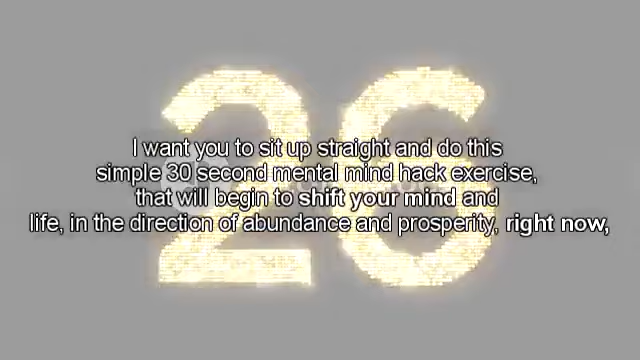 26
I want you to sit up straight and do this
simple 30 second mental mind hack exercise,
that will begin to shift your mind and
life, in the direction of abundance and prosperity, right now,